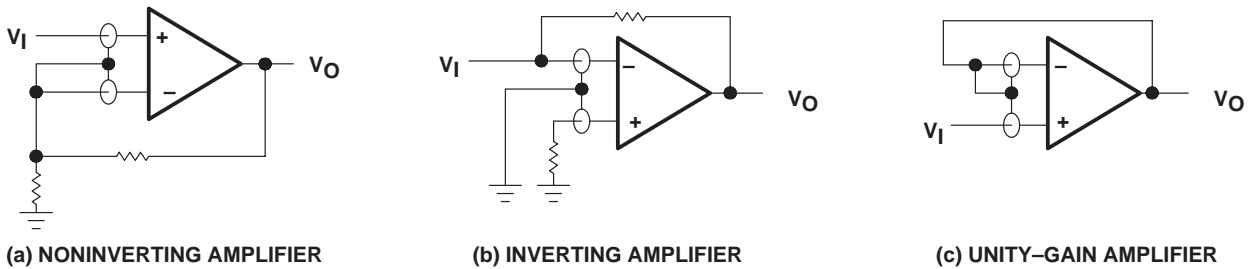 VI
+
−
VO
(a) NONINVERTING AMPLIFIER
VI
−
+
VO
(b) INVERTING AMPLIFIER
VI
−
+
VO
(c) UNITY–GAIN AMPLIFIER